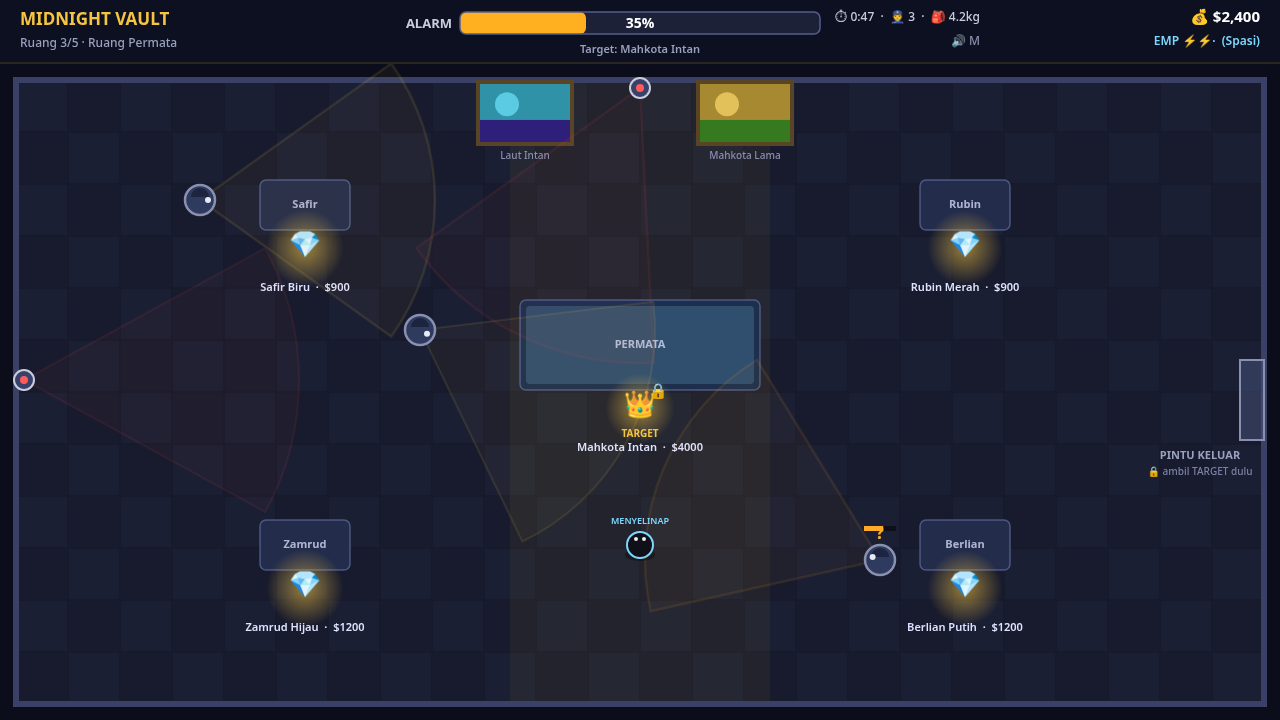 MIDNIGHT VAULT
Ruang 3/5 · Ruang Permata
ALARM 35%
Target: Mahkota Intan
⏱ 0:47 · 👮 3 · 🎒 4.2kg
🔊 M
💰 $2,400
EMP ⚡⚡· (Spasi)
Laut Intan
Mahkota Lama
Safir
Safir Biru · $900
Rubin
Rubin Merah · $900
PERMATA
TARGET
Mahkota Intan · $4000
PINTU KELUAR
🔒 ambil TARGET dulu
MENYELINAP
?
Zamrud
Zamrud Hijau · $1200
Berlian
Berlian Putih · $1200